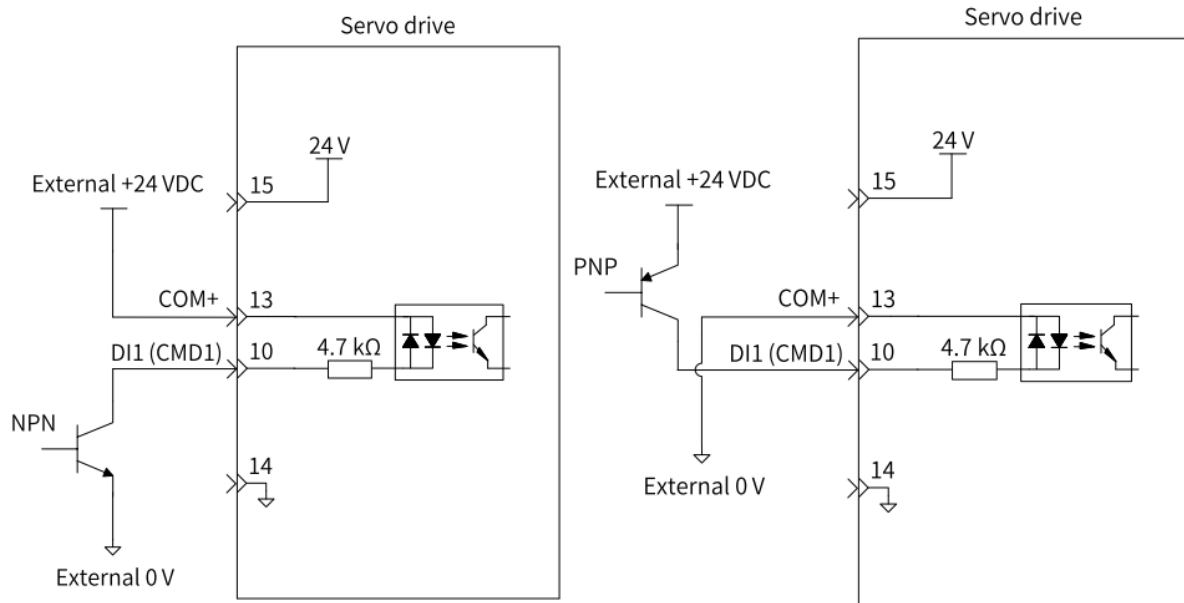 Servo drive
24 V
15
External +24 VDC
COM+
13
DI1 (CMD1)
10
4.7 kΩ
NPN
14
External 0 V
Servo drive
24 V
15
External +24 VDC
PNP
COM+
13
DI1 (CMD1)
10
4.7 kΩ
14
External 0 V